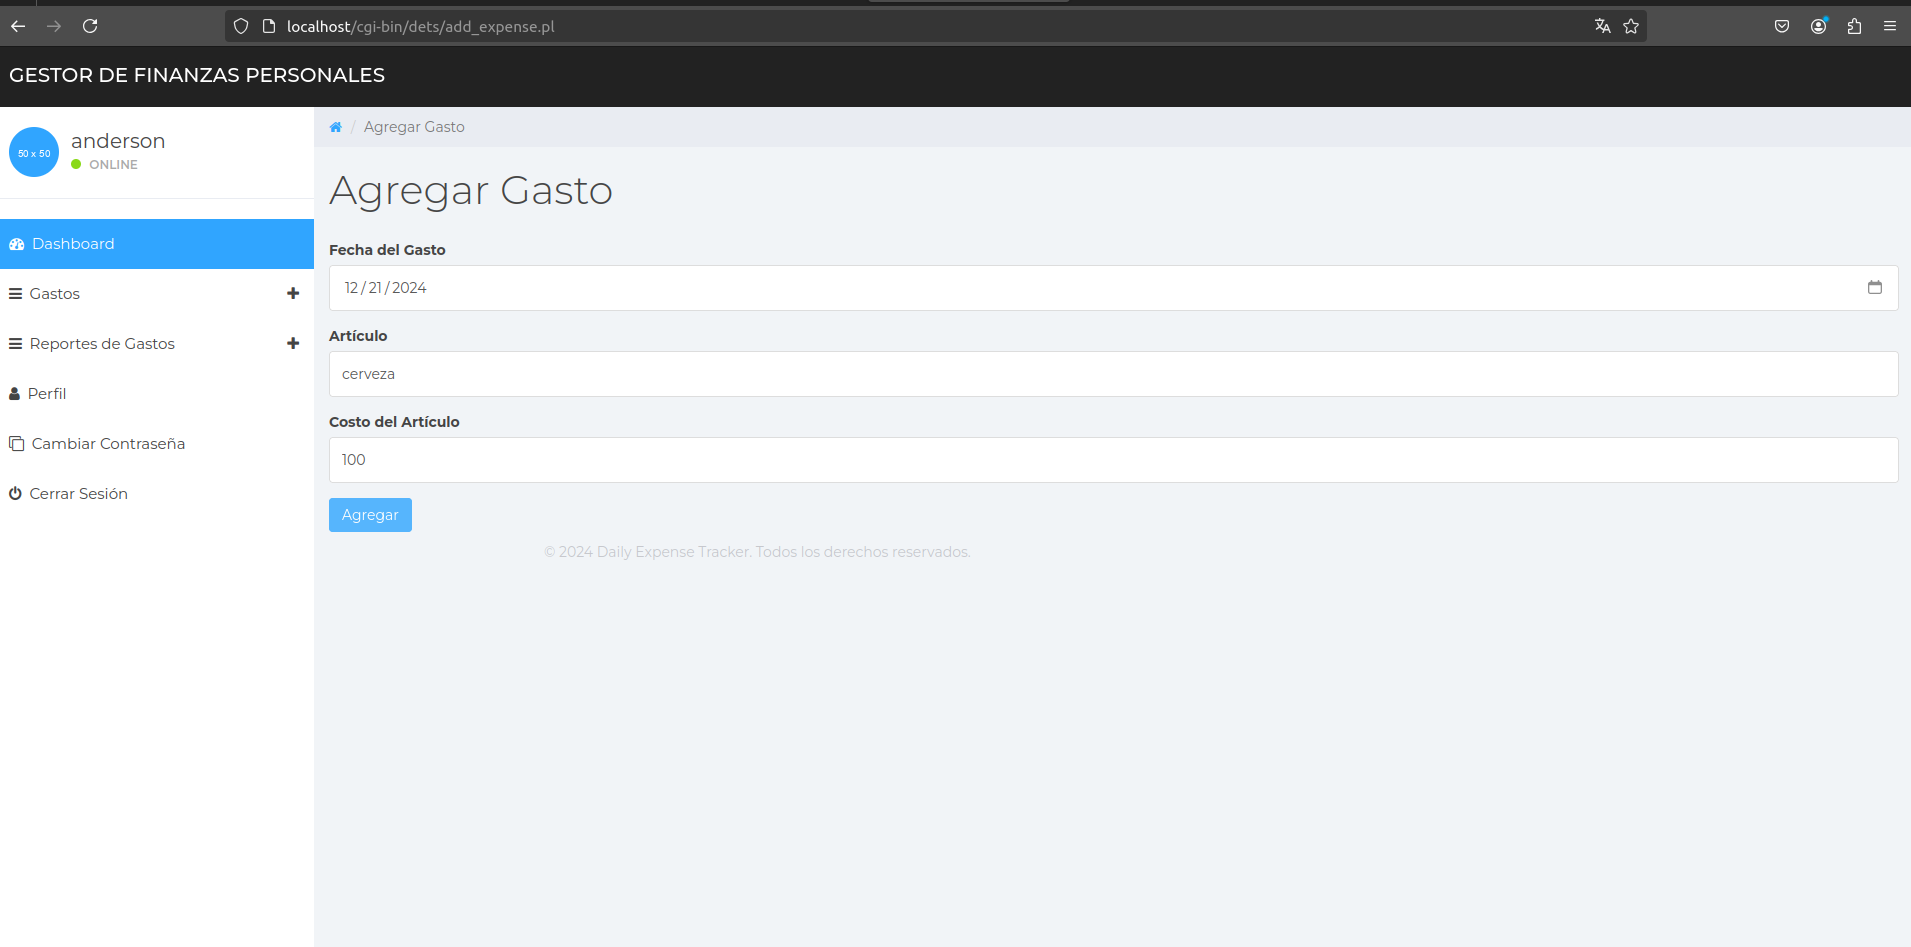 localhost/cgi-bin/dets/add_expense.pl
GESTOR DE FINANZAS PERSONALES
50 x 50
anderson
ONLINE
Dashboard
Gastos
Reportes de Gastos
Perfil
Cambiar Contraseña
Cerrar Sesión
/ Agregar Gasto
Agregar Gasto
Fecha del Gasto
12 / 21 / 2024
Artículo
cerveza
Costo del Artículo
100
Agregar
© 2024 Daily Expense Tracker. Todos los derechos reservados.